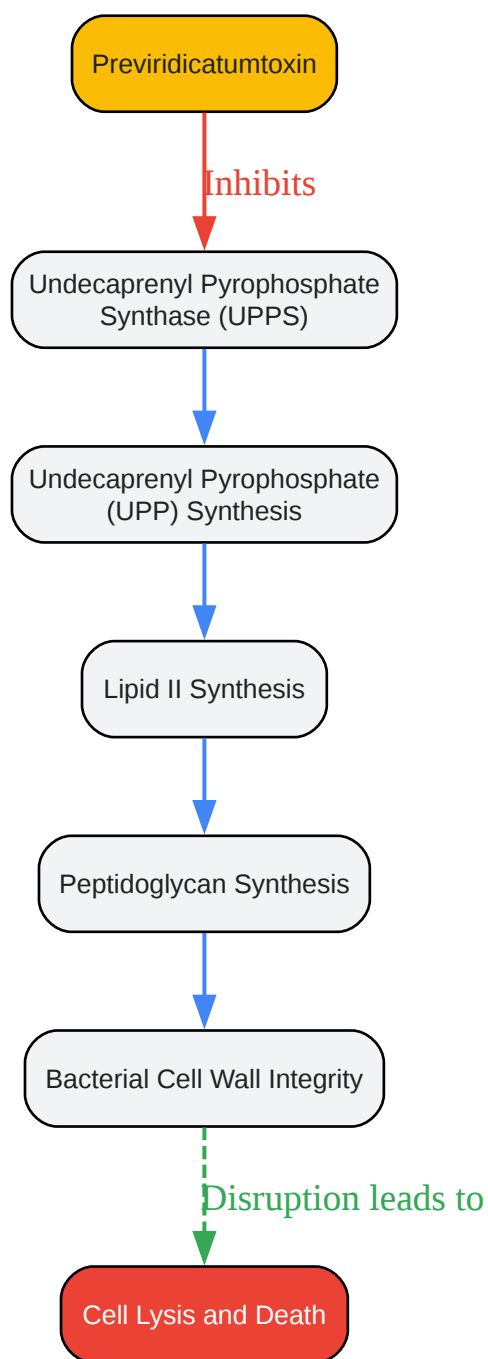 Previridicatumtoxin
Inhibits
Undecaprenyl Pyrophosphate
Synthase (UPPS)
Undecaprenyl Pyrophosphate
(UPP) Synthesis
Lipid II Synthesis
Peptidoglycan Synthesis
Bacterial Cell Wall Integrity
Disruption leads to
Cell Lysis and Death